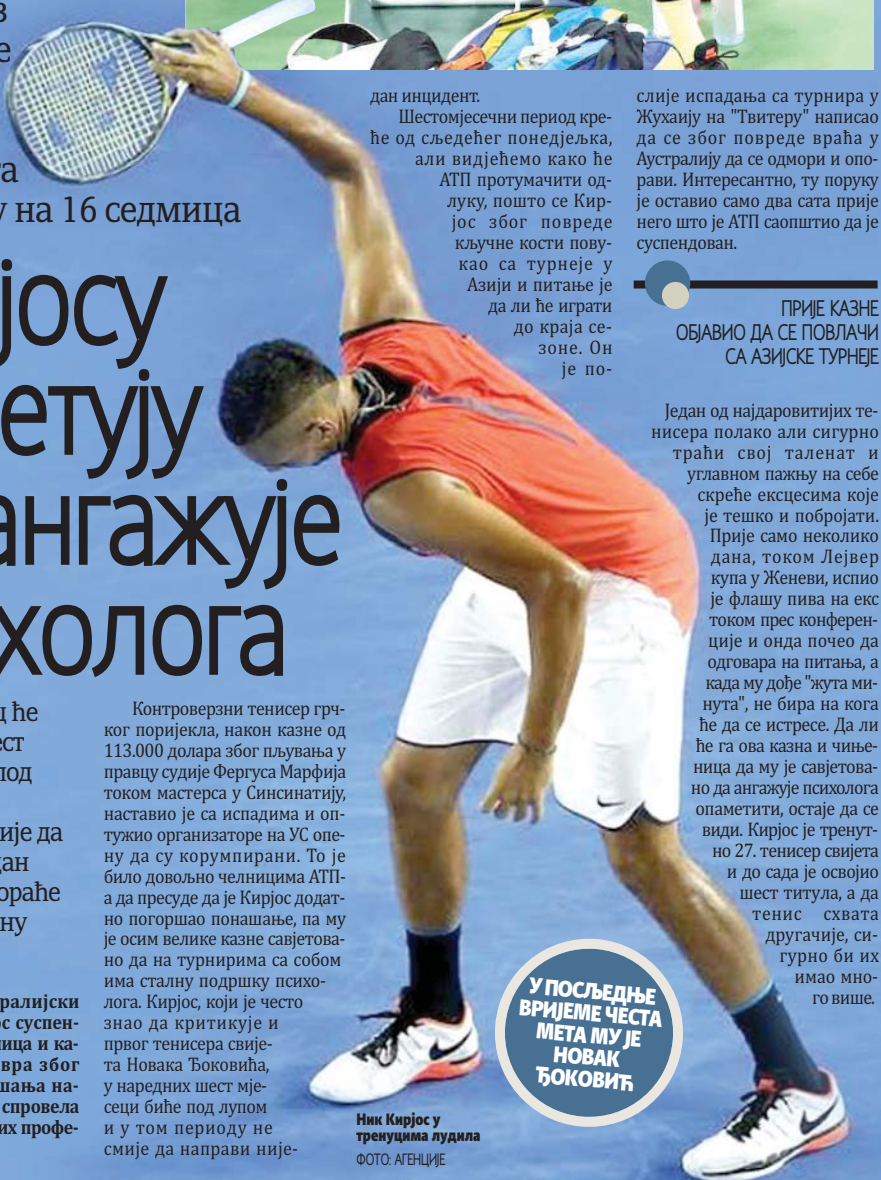 з
е
та
у на 16 седмица
јосу
етују
ангажује
холога
д ће
ест
под
ије да
дан
ораће
ну
ралијски
ос суспен-
ица и ка-
вра због
шања на-
спровела
их профе-
Контроверзни тенисер грч-
ког поријекла, након казне од
113.000 долара због пљувања у
правцу судије Фергуса Марфија
током мастерса у Синсинатију,
наставио је са испадима и оп-
тужио организаторе на УС опе-
ну да су корумпирани. То је
било довољно челницима АТП-
а да пресуде да је Кирјос додат-
но погоршао понашање, па му
је осим велике казне савјетова-
но да на турнирима са собом
има сталну подршку психо-
лога. Кирјос, који је често
знао да критикује и
првог тенисера свије-
та Новака Ђоковића,
у наредних шест мје-
сеци биће под лупом
и у том периоду не
смије да направи није-
дан инцидент.
Шестомјесечни период кре-
ће од сљедећег понедјељка,
али видјећемо како ће
АТП протумачити од-
луку, пошто се Кир-
јос због повреде
кључне кости пову-
као са турнеје у
Азији и питање је
да ли ће играти
до краја се-
зоне. Он
је по-
слије испадања са турнира у
Жухаију на "Твитеру" написао
да се због повреде враћа у
Аустралију да се одмори и опо-
рави. Интересантно, ту поруку
је оставио само два сата прије
него што је АТП саопштио да је
суспендован.
ПРИЈЕ КАЗНЕ
ОБЈАВИО ДА СЕ ПОВЛАЧИ
СА АЗИЈСКЕ ТУРНЕЈЕ
Један од најдаровитијих те-
нисера полако али сигурно
траћи свој таленат и
углавном пажњу на себе
скреће ексцесима које
је тешко и побројати.
Прије само неколико
дана, током Лејвер
купа у Женеви, испио
је флашу пива на екс
током прес конферен-
ције и онда почео да
одговара на питања, а
када му дође "жута ми-
нута", не бира на кога
ће да се истресе. Да ли
ће га ова казна и чиње-
ница да му је савјетова-
но да ангажује психолога
опаметити, остаје да се
види. Кирјос је тренут-
но 27. тенисер свијета
и до сада је освојио
шест титула, а да
тенис схвата
другачије, си-
гурно би их
имао мно-
го више.
У ПОСЉЕДЊЕ
ВРИЈЕМЕ ЧЕСТА
МЕТА МУ ЈЕ
НОВАК
ЂОКОВИЋ
Ник Кирјос у
тренуцима лудила
ФОТО: АГЕНЦИЈЕ